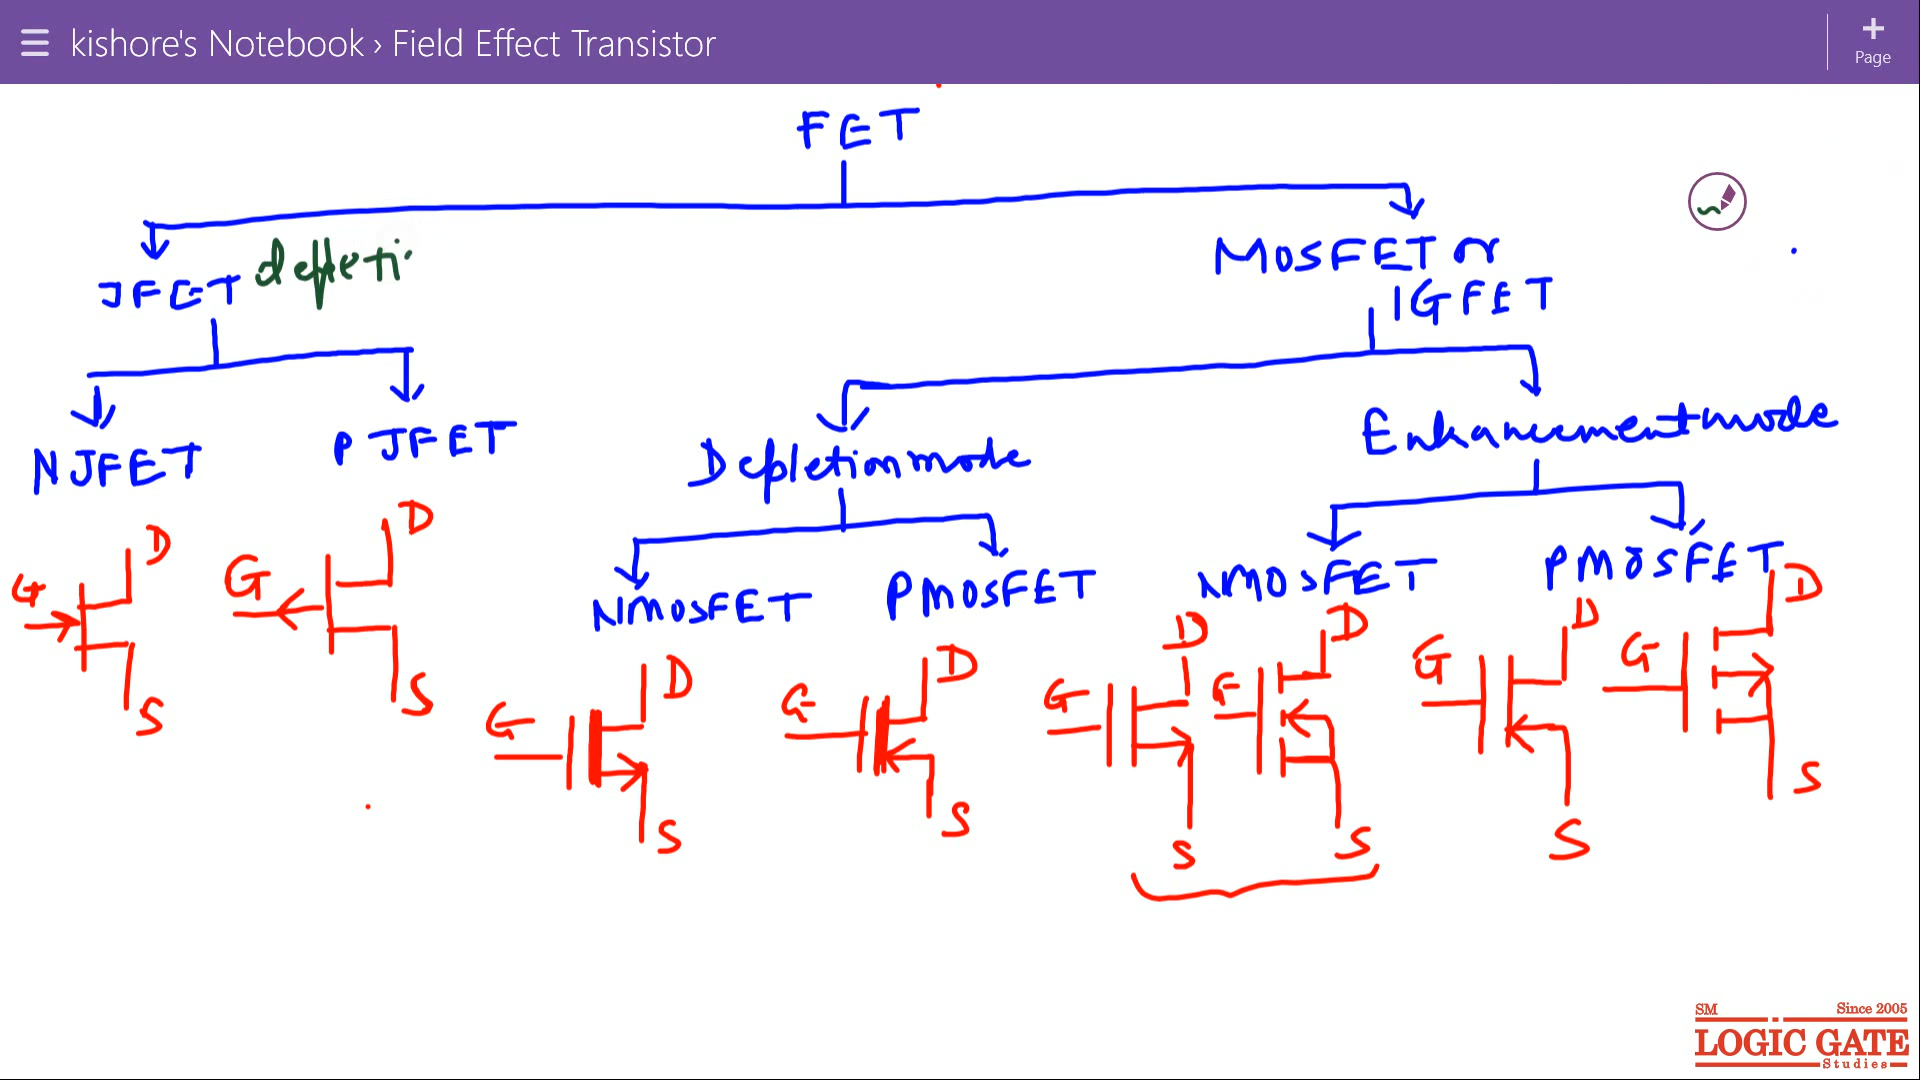 kishore's Notebook › Field Effect Transistor
Page
FET
JFET depleti
MOSFET or
IGFET
NJFET
PJFET
Depletion mode
Enhancement mode
NMOSFET
PMOSFET
NMOSFET
PMOSFET
G D S
G D S
G D S
G D S
G D S
G D S
G D S
G D S
SM Since 2005
LOGIC GATE
Studies